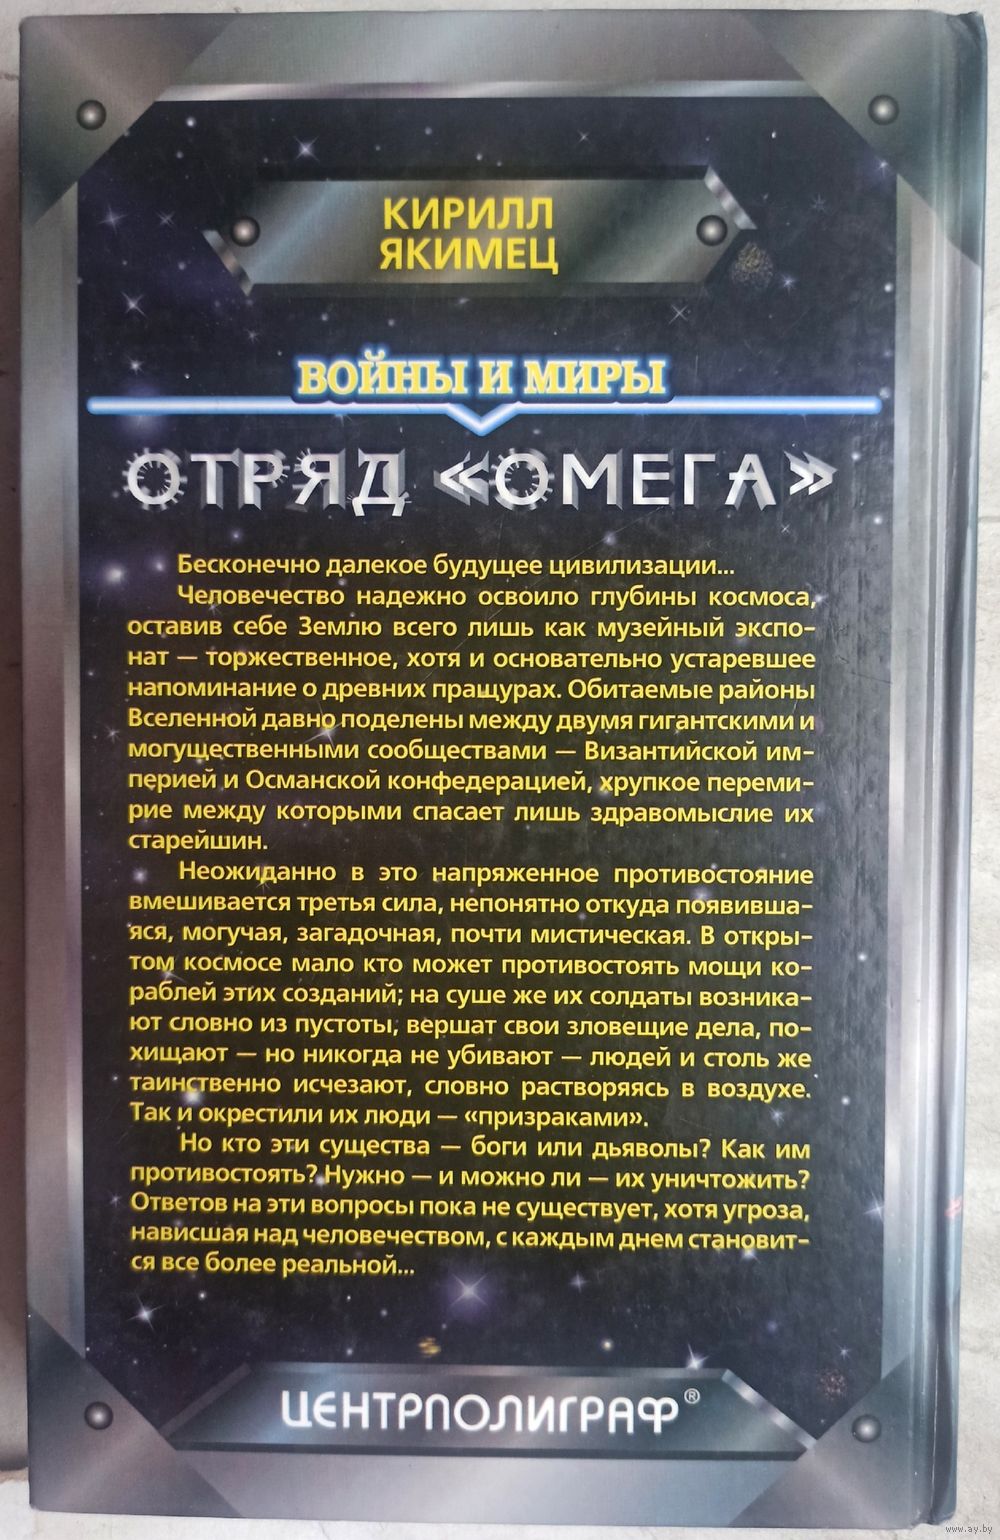 КИРИЛЛ
ЯКИМЕЦ
ВОЙНЫ И МИРЫ
ОТРЯД «ОМЕГА»
Бесконечно далекое будущее цивилизации...
Человечество надежно освоило глубины космоса,
оставив себе Землю всего лишь как музейный экспо-
нат — торжественное, хотя и основательно устаревшее
напоминание о древних пращурах. Обитаемые районы
Вселенной давно поделены между двумя гигантскими и
могущественными сообществами — Византийской им-
перией и Османской конфедерацией, хрупкое переми-
рие между которыми спасает лишь здравомыслие их
старейшин.
Неожиданно в это напряженное противостояние
вмешивается третья сила, непонятно откуда появивша-
яся, могучая, загадочная, почти мистическая. В откры-
том космосе мало кто может противостоять мощи ко-
раблей этих созданий; на суше же их солдаты возника-
ют словно из пустоты, вершат свои зловещие дела, по-
хищают — но никогда не убивают — людей и столь же
таинственно исчезают, словно растворяясь в воздухе.
Так и окрестили их люди — «призраками».
Но кто эти существа — боги или дьяволы? Как им
противостоять? Нужно — и можно ли — их уничтожить?
Ответов на эти вопросы пока не существует, хотя угроза,
нависшая над человечеством, с каждым днем становит-
ся все более реальной...
ЦЕНТРПОЛИГРАФ®
www.ay.by